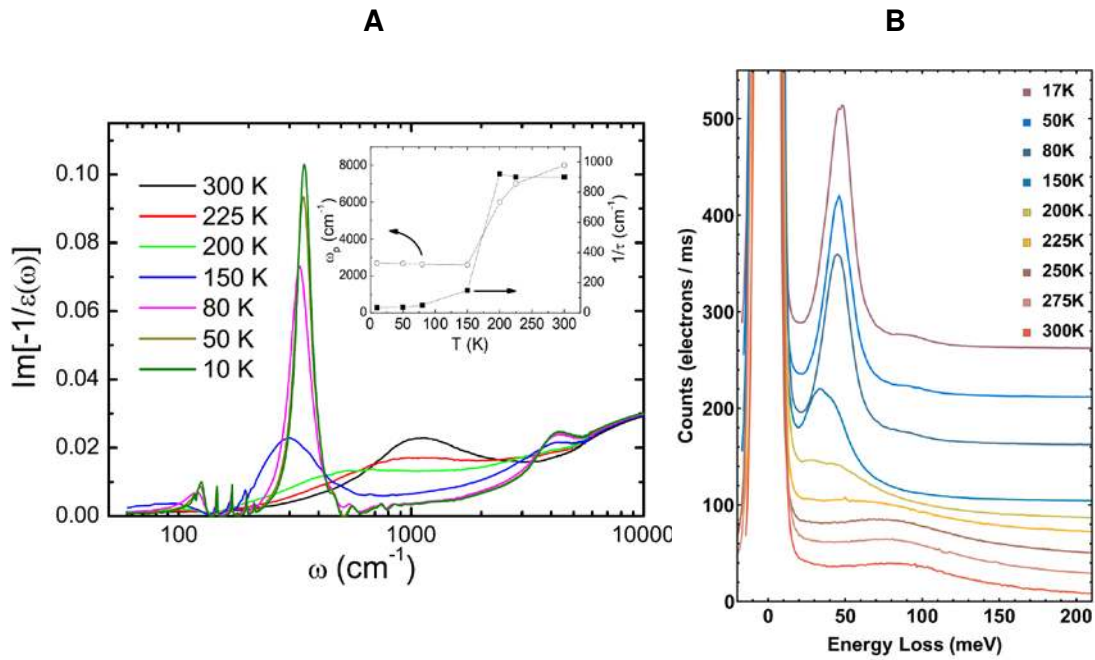 A
B
Im[-1/ε(ω)]
0.10
0.08
0.06
0.04
0.02
0.00
300 K
225 K
200 K
150 K
80 K
50 K
10 K
100
1000
10000
ω (cm⁻¹)
ωₚ (cm⁻¹)
8000
6000
4000
2000
0
1000
800
600
400
200
0
1/τ (cm⁻¹)
0 50 100 150 200 250 300
T (K)
Counts (electrons / ms)
500
400
300
200
100
0
17K
50K
80K
150K
200K
225K
250K
275K
300K
0 50 100 150 200
Energy Loss (meV)